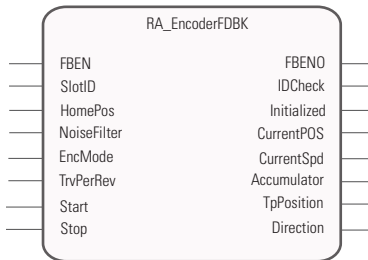 RA_EncoderFDBK
FBEN FBENO
SlotID IDCheck
HomePos Initialized
NoiseFilter CurrentPOS
EncMode CurrentSpd
TrvPerRev Accumulator
Start TpPosition
Stop Direction